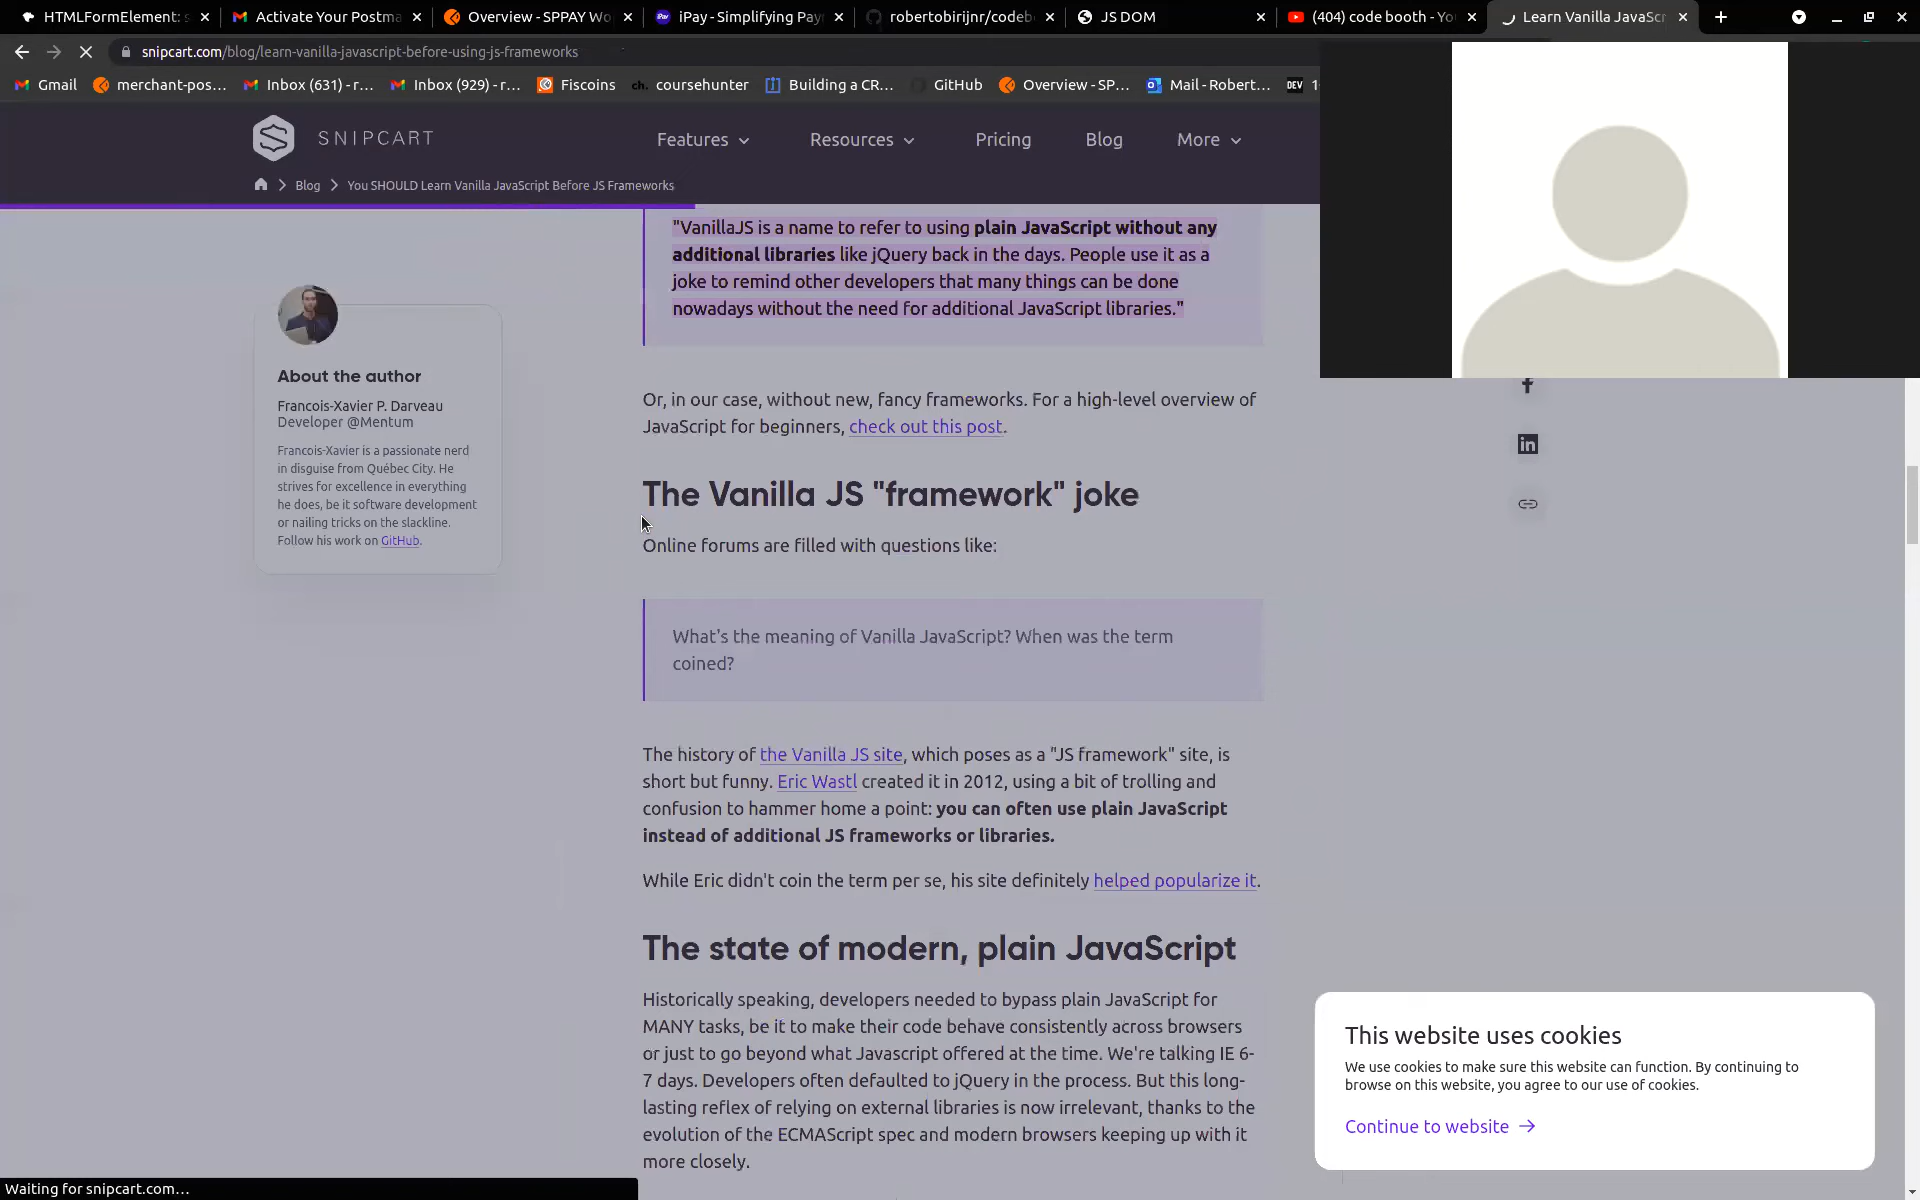 HTMLFormElement: s
Activate Your Postma
Overview - SPPAY Wo
iPay - Simplifying Pay
robertobirijnr/codeb
JS DOM
(404) code booth - Yo
Learn Vanilla JavaScr
snipcart.com/blog/learn-vanilla-javascript-before-using-js-frameworks
Gmail
merchant-pos...
Inbox (631) - r...
Inbox (929) - r...
Fiscoins
ch. coursehunter
Building a CR...
GitHub
Overview - SP...
Mail - Robert...
DEV 1
SNIPCART
Features
Resources
Pricing
Blog
More
Blog
You SHOULD Learn Vanilla JavaScript Before JS Frameworks
"VanillaJS is a name to refer to using plain JavaScript without any
additional libraries like jQuery back in the days. People use it as a
joke to remind other developers that many things can be done
nowadays without the need for additional JavaScript libraries."
About the author
Francois-Xavier P. Darveau
Developer @Mentum
Francois-Xavier is a passionate nerd
in disguise from Québec City. He
strives for excellence in everything
he does, be it software development
or nailing tricks on the slackline.
Follow his work on GitHub.
Or, in our case, without new, fancy frameworks. For a high-level overview of
JavaScript for beginners, check out this post.
The Vanilla JS "framework" joke
Online forums are filled with questions like:
What's the meaning of Vanilla JavaScript? When was the term
coined?
The history of the Vanilla JS site, which poses as a "JS framework" site, is
short but funny. Eric Wastl created it in 2012, using a bit of trolling and
confusion to hammer home a point: you can often use plain JavaScript
instead of additional JS frameworks or libraries.
While Eric didn't coin the term per se, his site definitely helped popularize it.
The state of modern, plain JavaScript
Historically speaking, developers needed to bypass plain JavaScript for
MANY tasks, be it to make their code behave consistently across browsers
or just to go beyond what Javascript offered at the time. We're talking IE 6-
7 days. Developers often defaulted to jQuery in the process. But this long-
lasting reflex of relying on external libraries is now irrelevant, thanks to the
evolution of the ECMAScript spec and modern browsers keeping up with it
more closely.
This website uses cookies
We use cookies to make sure this website can function. By continuing to
browse on this website, you agree to our use of cookies.
Continue to website
Waiting for snipcart.com...